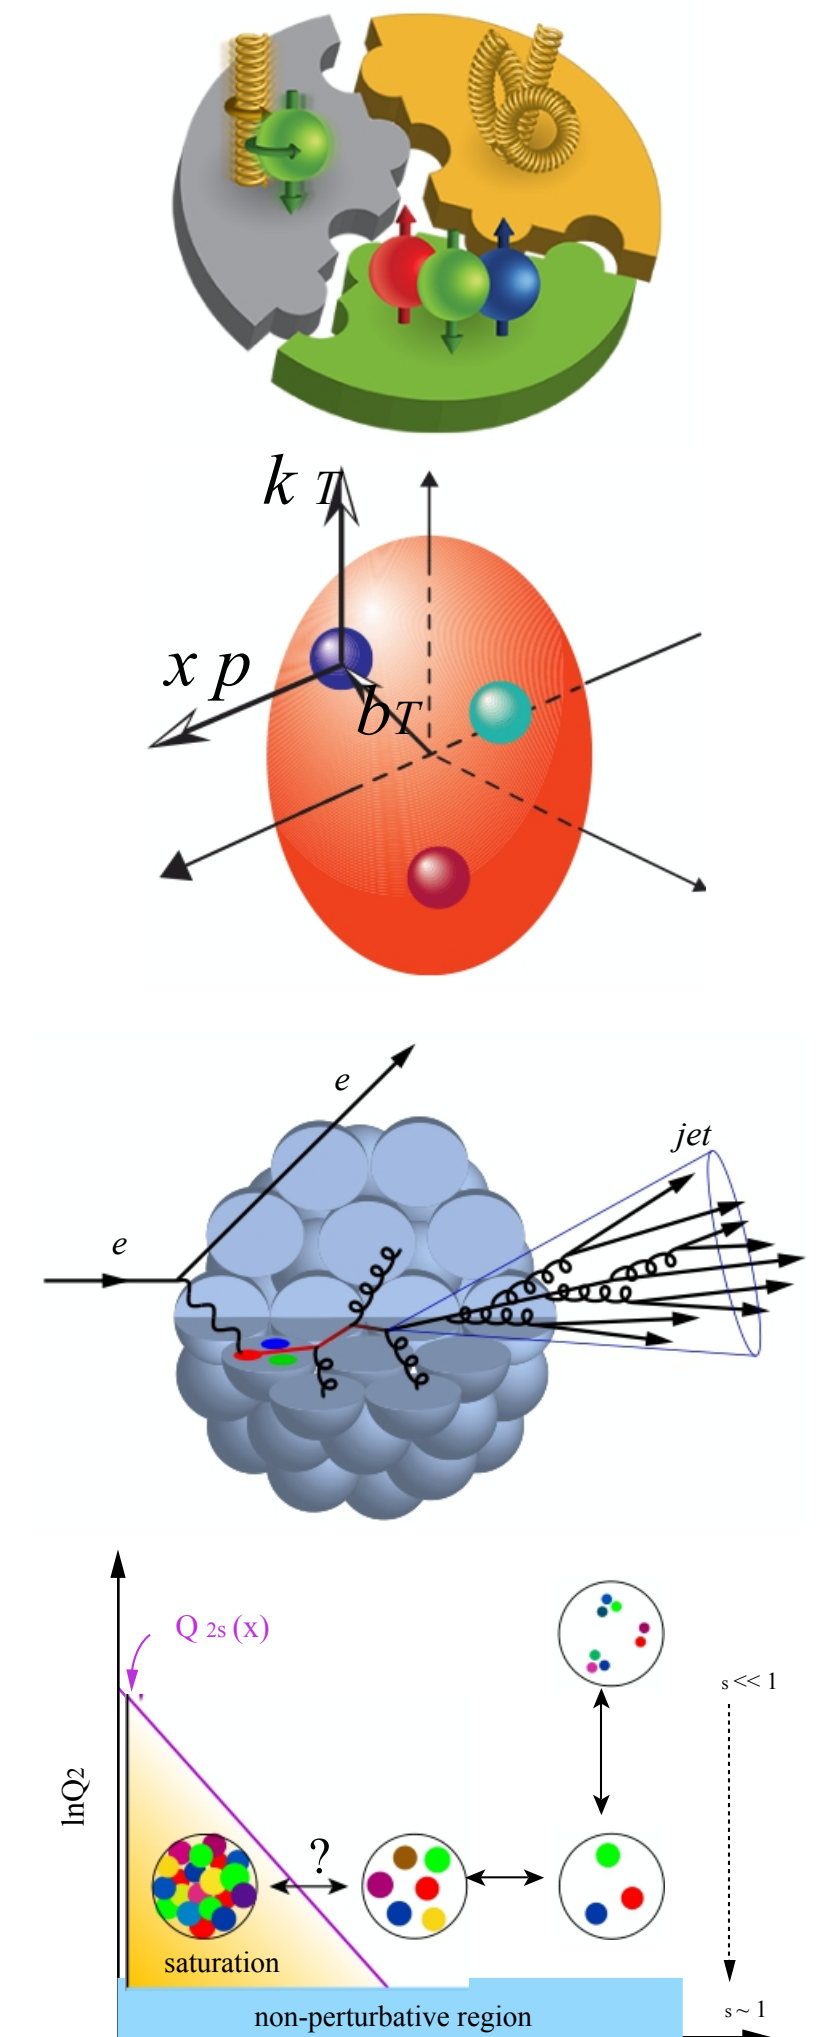 k T
x p
bT
e
jet
e
Q 2s (x)
s << 1
lnQ2
?
saturation
s ~ 1
non-perturbative region